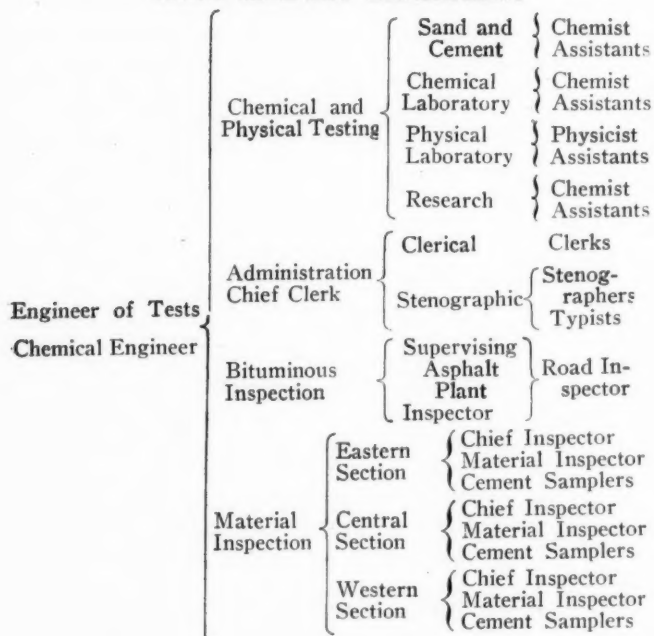 Engineer of Tests
Chemical Engineer
Chemical and
Physical Testing
Sand and
Cement
Chemist
Assistants
Chemical
Laboratory
Chemist
Assistants
Physical
Laboratory
Physicist
Assistants
Research
Chemist
Assistants
Administration
Chief Clerk
Clerical
Clerks
Stenographic
Stenog-
raphers
Typists
Bituminous
Inspection
Supervising
Asphalt
Plant
Inspector
Road In-
spector
Material
Inspection
Eastern
Section
Chief Inspector
Material Inspector
Cement Samplers
Central
Section
Chief Inspector
Material Inspector
Cement Samplers
Western
Section
Chief Inspector
Material Inspector
Cement Samplers